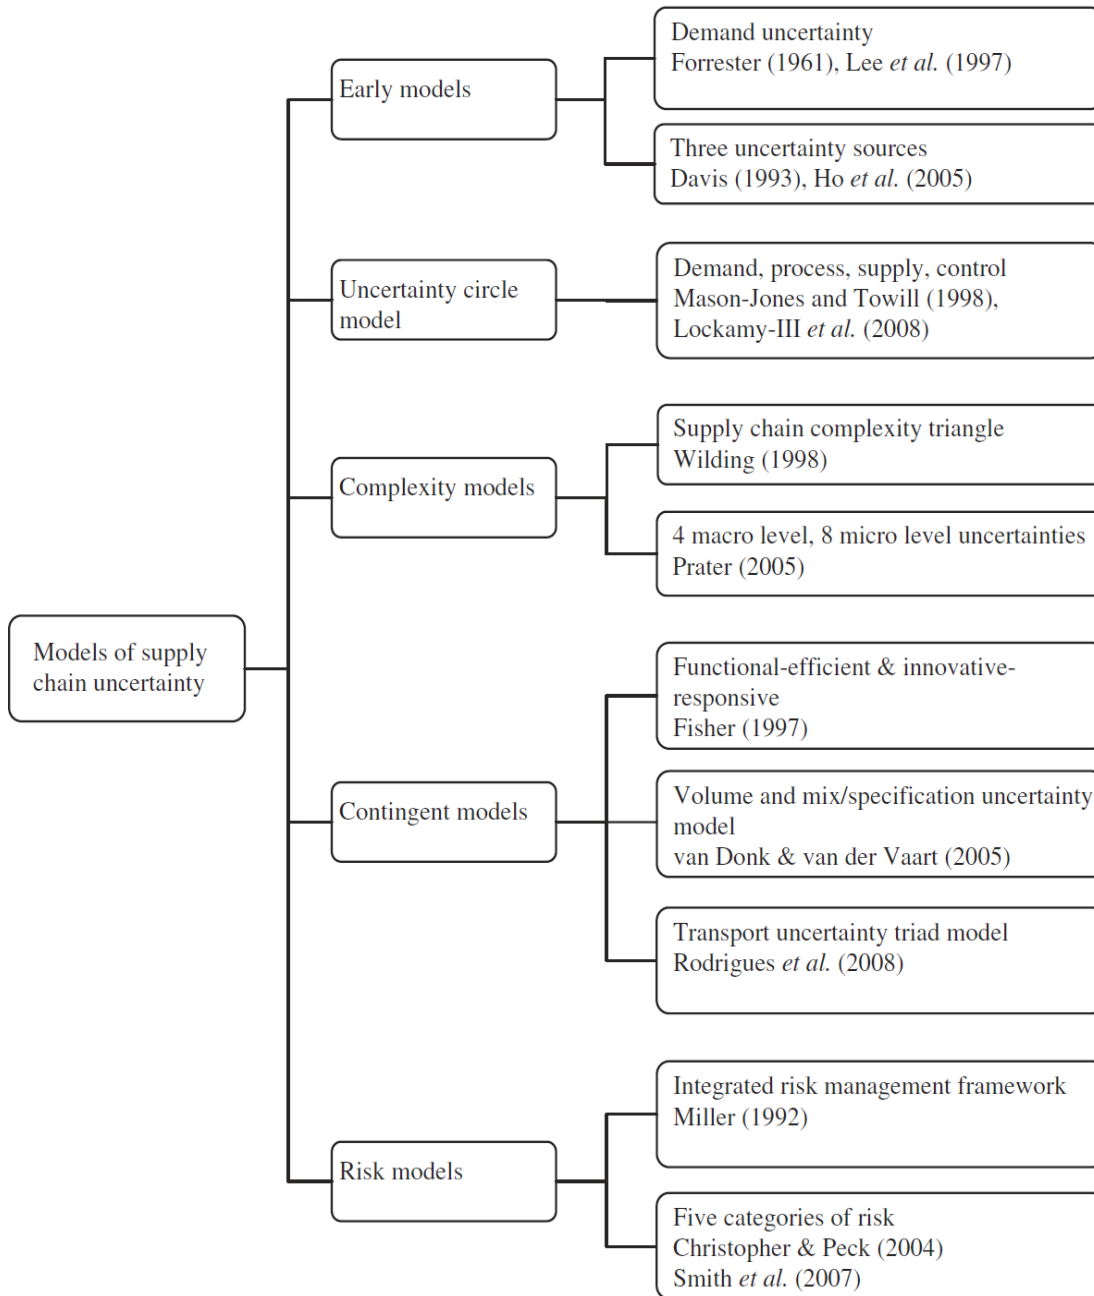 Models of supply
chain uncertainty
Early models
Demand uncertainty
Forrester (1961), Lee et al. (1997)
Three uncertainty sources
Davis (1993), Ho et al. (2005)
Uncertainty circle
model
Demand, process, supply, control
Mason-Jones and Towill (1998),
Lockamy-III et al. (2008)
Complexity models
Supply chain complexity triangle
Wilding (1998)
4 macro level, 8 micro level uncertainties
Prater (2005)
Contingent models
Functional-efficient & innovative-
responsive
Fisher (1997)
Volume and mix/specification uncertainty
model
van Donk & van der Vaart (2005)
Transport uncertainty triad model
Rodrigues et al. (2008)
Risk models
Integrated risk management framework
Miller (1992)
Five categories of risk
Christopher & Peck (2004)
Smith et al. (2007)